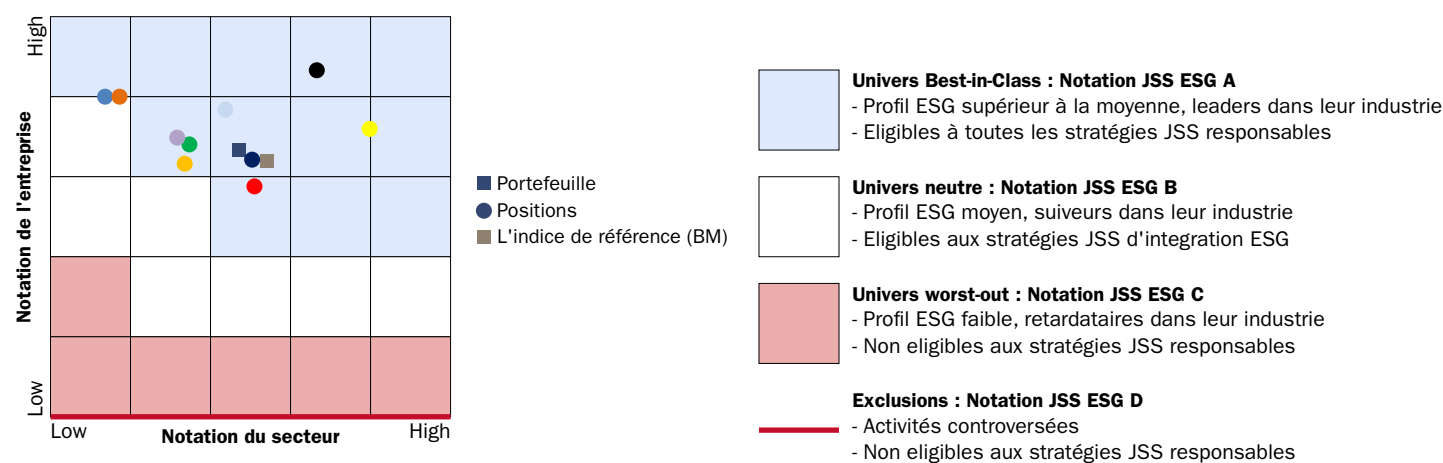 High
Notation de l'entreprise
Low
Low
Notation du secteur
High
Portefeuille
Positions
L'indice de référence (BM)
Univers Best-in-Class : Notation JSS ESG A
- Profil ESG supérieur à la moyenne, leaders dans leur industrie
- Eligibles à toutes les stratégies JSS responsables
Univers neutre : Notation JSS ESG B
- Profil ESG moyen, suiveurs dans leur industrie
- Eligibles aux stratégies JSS d'integration ESG
Univers worst-out : Notation JSS ESG C
- Profil ESG faible, retardataires dans leur industrie
- Non eligibles aux stratégies JSS responsables
Exclusions : Notation JSS ESG D
- Activités controversées
- Non eligibles aux stratégies JSS responsables